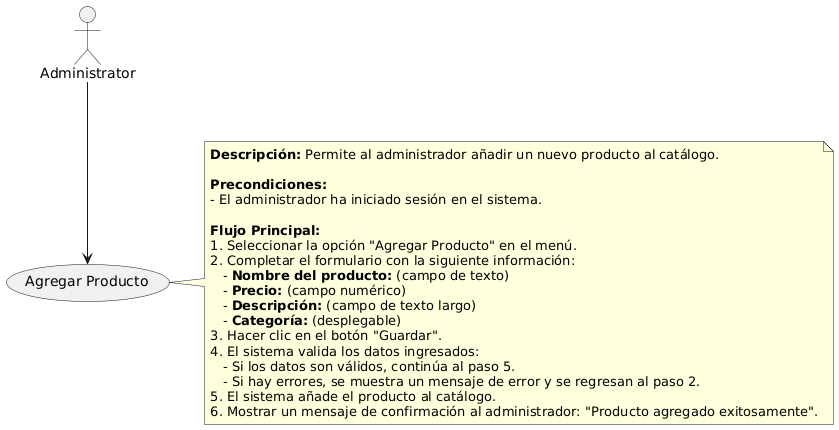 Administrator
Descripción: Permite al administrador añadir un nuevo producto al catálogo.
Precondiciones:
- El administrador ha iniciado sesión en el sistema.
Flujo Principal:
1. Seleccionar la opción "Agregar Producto" en el menú.
2. Completar el formulario con la siguiente información:
- Nombre del producto: (campo de texto)
- Precio: (campo numérico)
- Descripción: (campo de texto largo)
- Categoría: (desplegable)
3. Hacer clic en el botón "Guardar".
4. El sistema valida los datos ingresados:
- Si los datos son válidos, continúa al paso 5.
- Si hay errores, se muestra un mensaje de error y se regresan al paso 2.
5. El sistema añade el producto al catálogo.
6. Mostrar un mensaje de confirmación al administrador: "Producto agregado exitosamente".
Agregar Producto